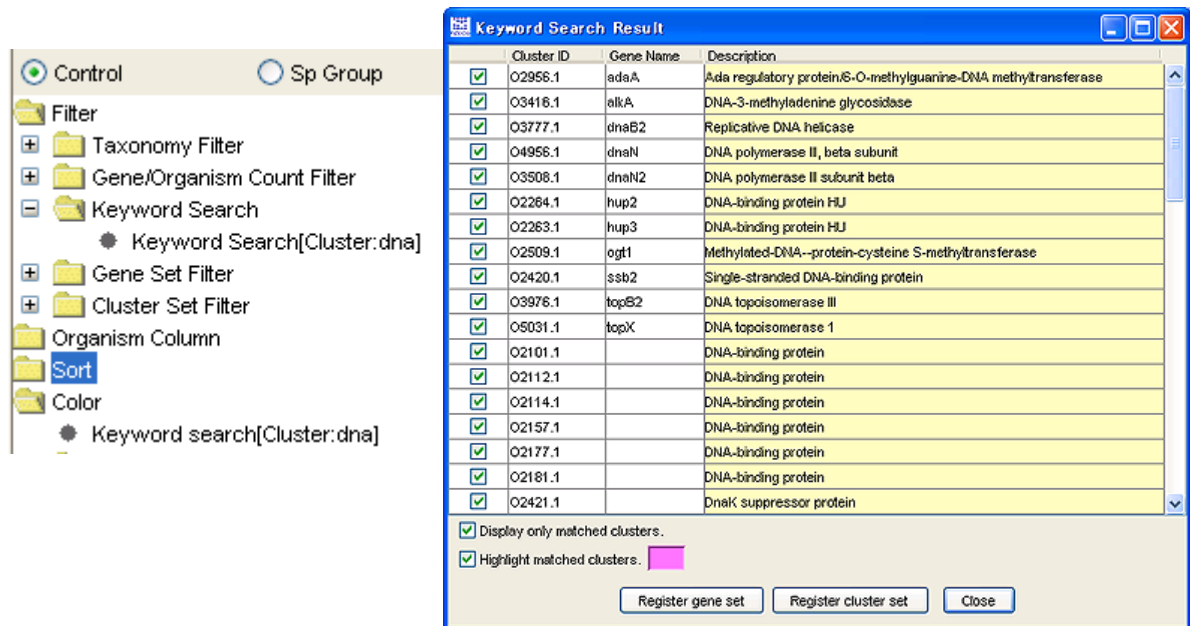 Control Sp Group
Filter
Taxonomy Filter
Gene/Organism Count Filter
Keyword Search
Keyword Search[Cluster:dna]
Gene Set Filter
Cluster Set Filter
Organism Column
Sort
Color
Keyword search[Cluster:dna]
Keyword Search Result
Cluster ID Gene Name Description
O2956.1 adaA Ada regulatory protein/6-O-methylguanine-DNA methyltransferase
O3416.1 alkA DNA-3-methyladenine glycosidase
O3777.1 dnaB2 Replicative DNA helicase
O4956.1 dnaN DNA polymerase III, beta subunit
O3508.1 dnaN2 DNA polymerase III subunit beta
O2264.1 hup2 DNA-binding protein HU
O2263.1 hup3 DNA-binding protein HU
O2509.1 ogt1 Methylated-DNA--protein-cysteine S-methyltransferase
O2420.1 ssb2 Single-stranded DNA-binding protein
O3976.1 topB2 DNA topoisomerase III
O5031.1 topX DNA topoisomerase 1
O2101.1 DNA-binding protein
O2112.1 DNA-binding protein
O2114.1 DNA-binding protein
O2157.1 DNA-binding protein
O2177.1 DNA-binding protein
O2181.1 DNA-binding protein
O2421.1 DnaK suppressor protein
Display only matched clusters.
Highlight matched clusters.
Register gene set Register cluster set Close